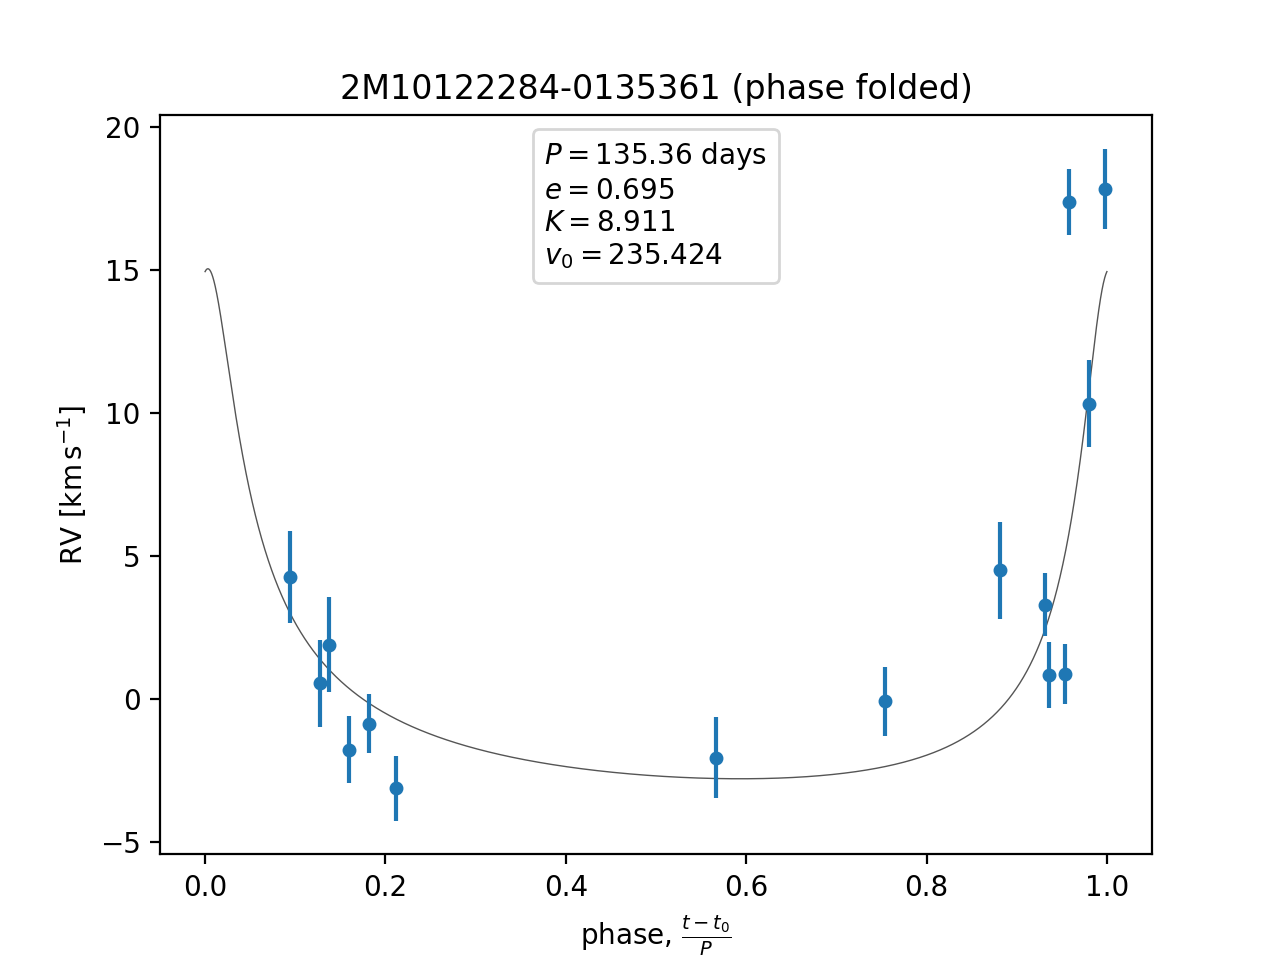 2M10122284-0135361 (phase folded)
P = 135.36 days
e = 0.695
K = 8.911
v₀ = 235.424
RV [km s⁻¹]
20
15
10
5
0
−5
0.0 0.2 0.4 0.6 0.8 1.0
phase, (t − t₀)/P